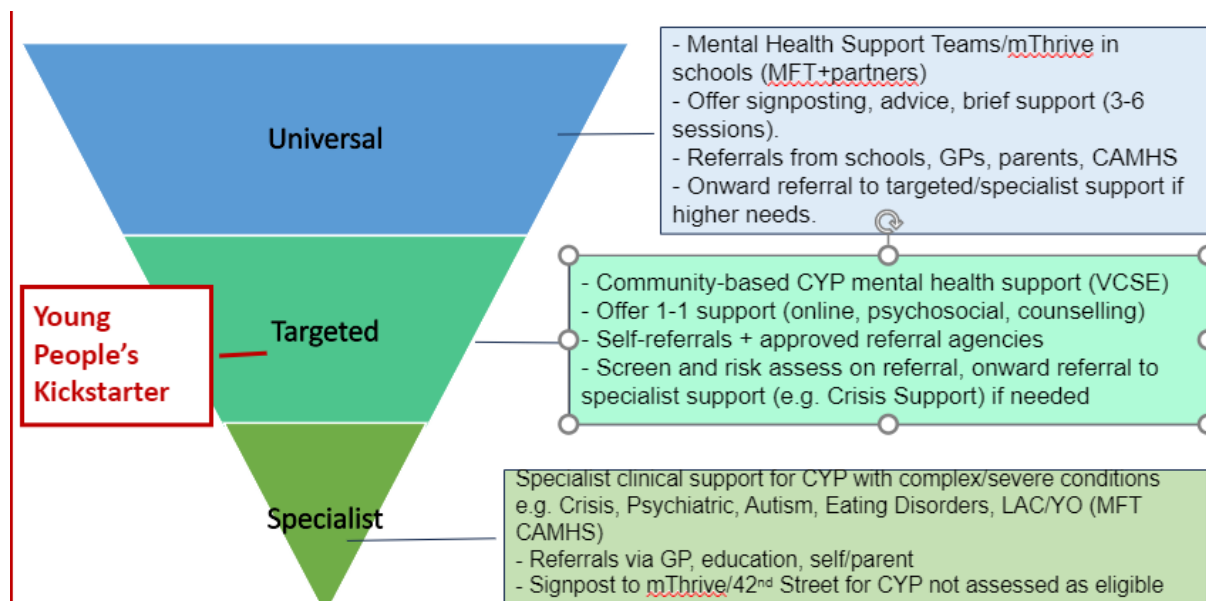 Universal
- Mental Health Support Teams/mThrive in
schools (MFT+partners)
- Offer signposting, advice, brief support (3-6
sessions).
- Referrals from schools, GPs, parents, CAMHS
- Onward referral to targeted/specialist support if
higher needs.
Young
People's
Kickstarter
Targeted
- Community-based CYP mental health support (VCSE)
- Offer 1-1 support (online, psychosocial, counselling)
- Self-referrals + approved referral agencies
- Screen and risk assess on referral, onward referral to
specialist support (e.g. Crisis Support) if needed
Specialist
Specialist clinical support for CYP with complex/severe conditions
e.g. Crisis, Psychiatric, Autism, Eating Disorders, LAC/YO (MFT
CAMHS)
- Referrals via GP, education, self/parent
- Signpost to mThrive/42nd Street for CYP not assessed as eligible